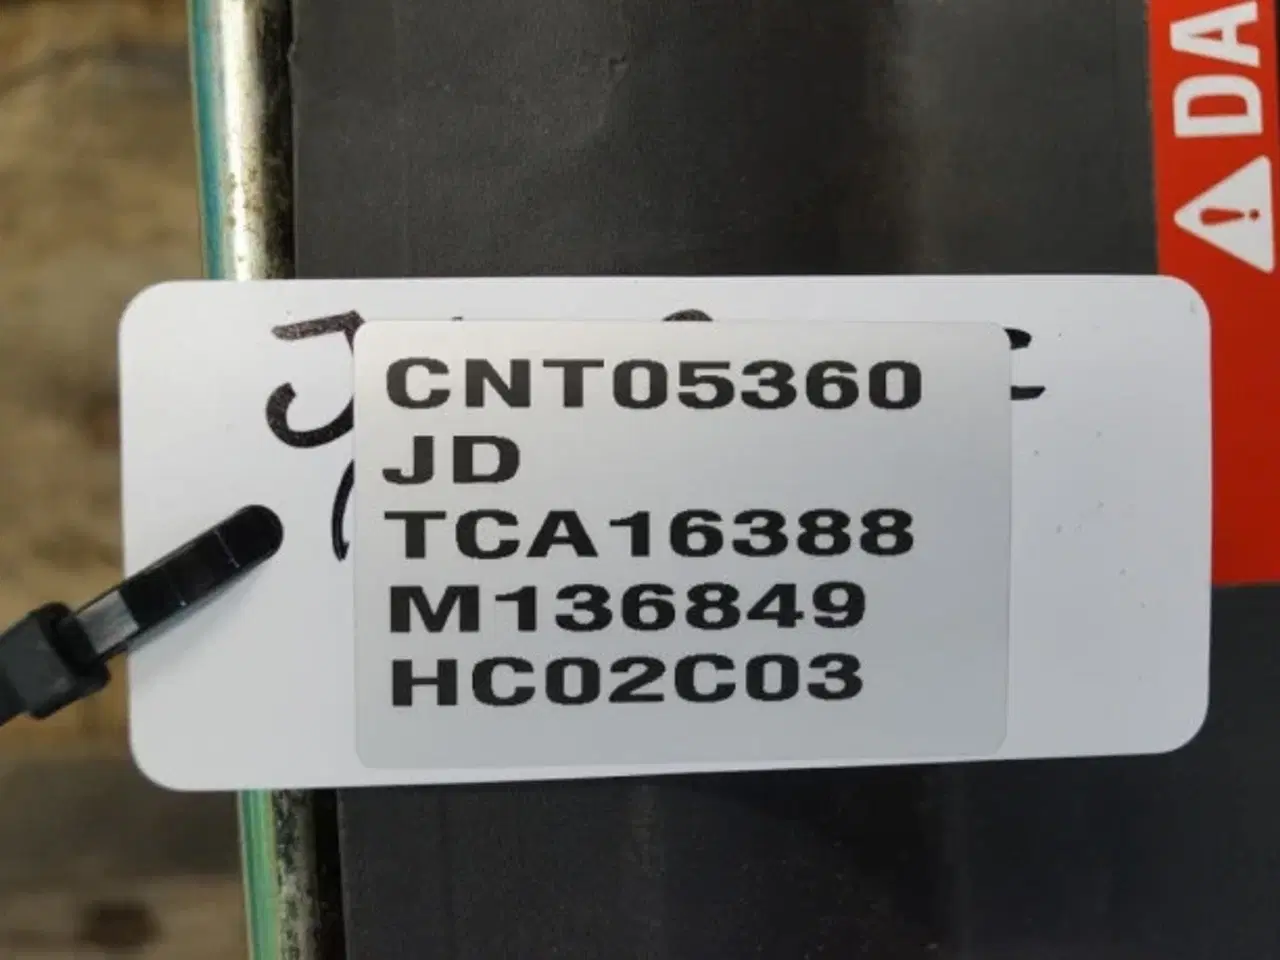 CNT05360
JD
TCA16388
M136849
HC02C03
DA